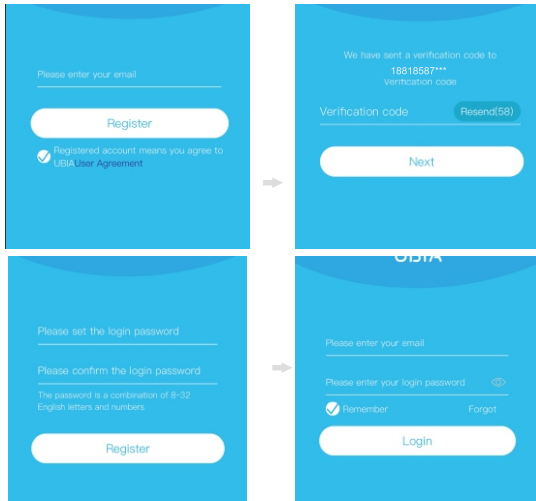 Please enter your email
Register
Registered account means you agree to
UBIAUser Agreement
We have sent a verification code to
18818587***
Verification code
Verification code
Resend(58)
Next
Please set the login password
Please confirm the login password
The password is a combination of 8-32
English letters and numbers
Register
UBIA
Please enter your email
Please enter your login password
Remember
Forgot
Login